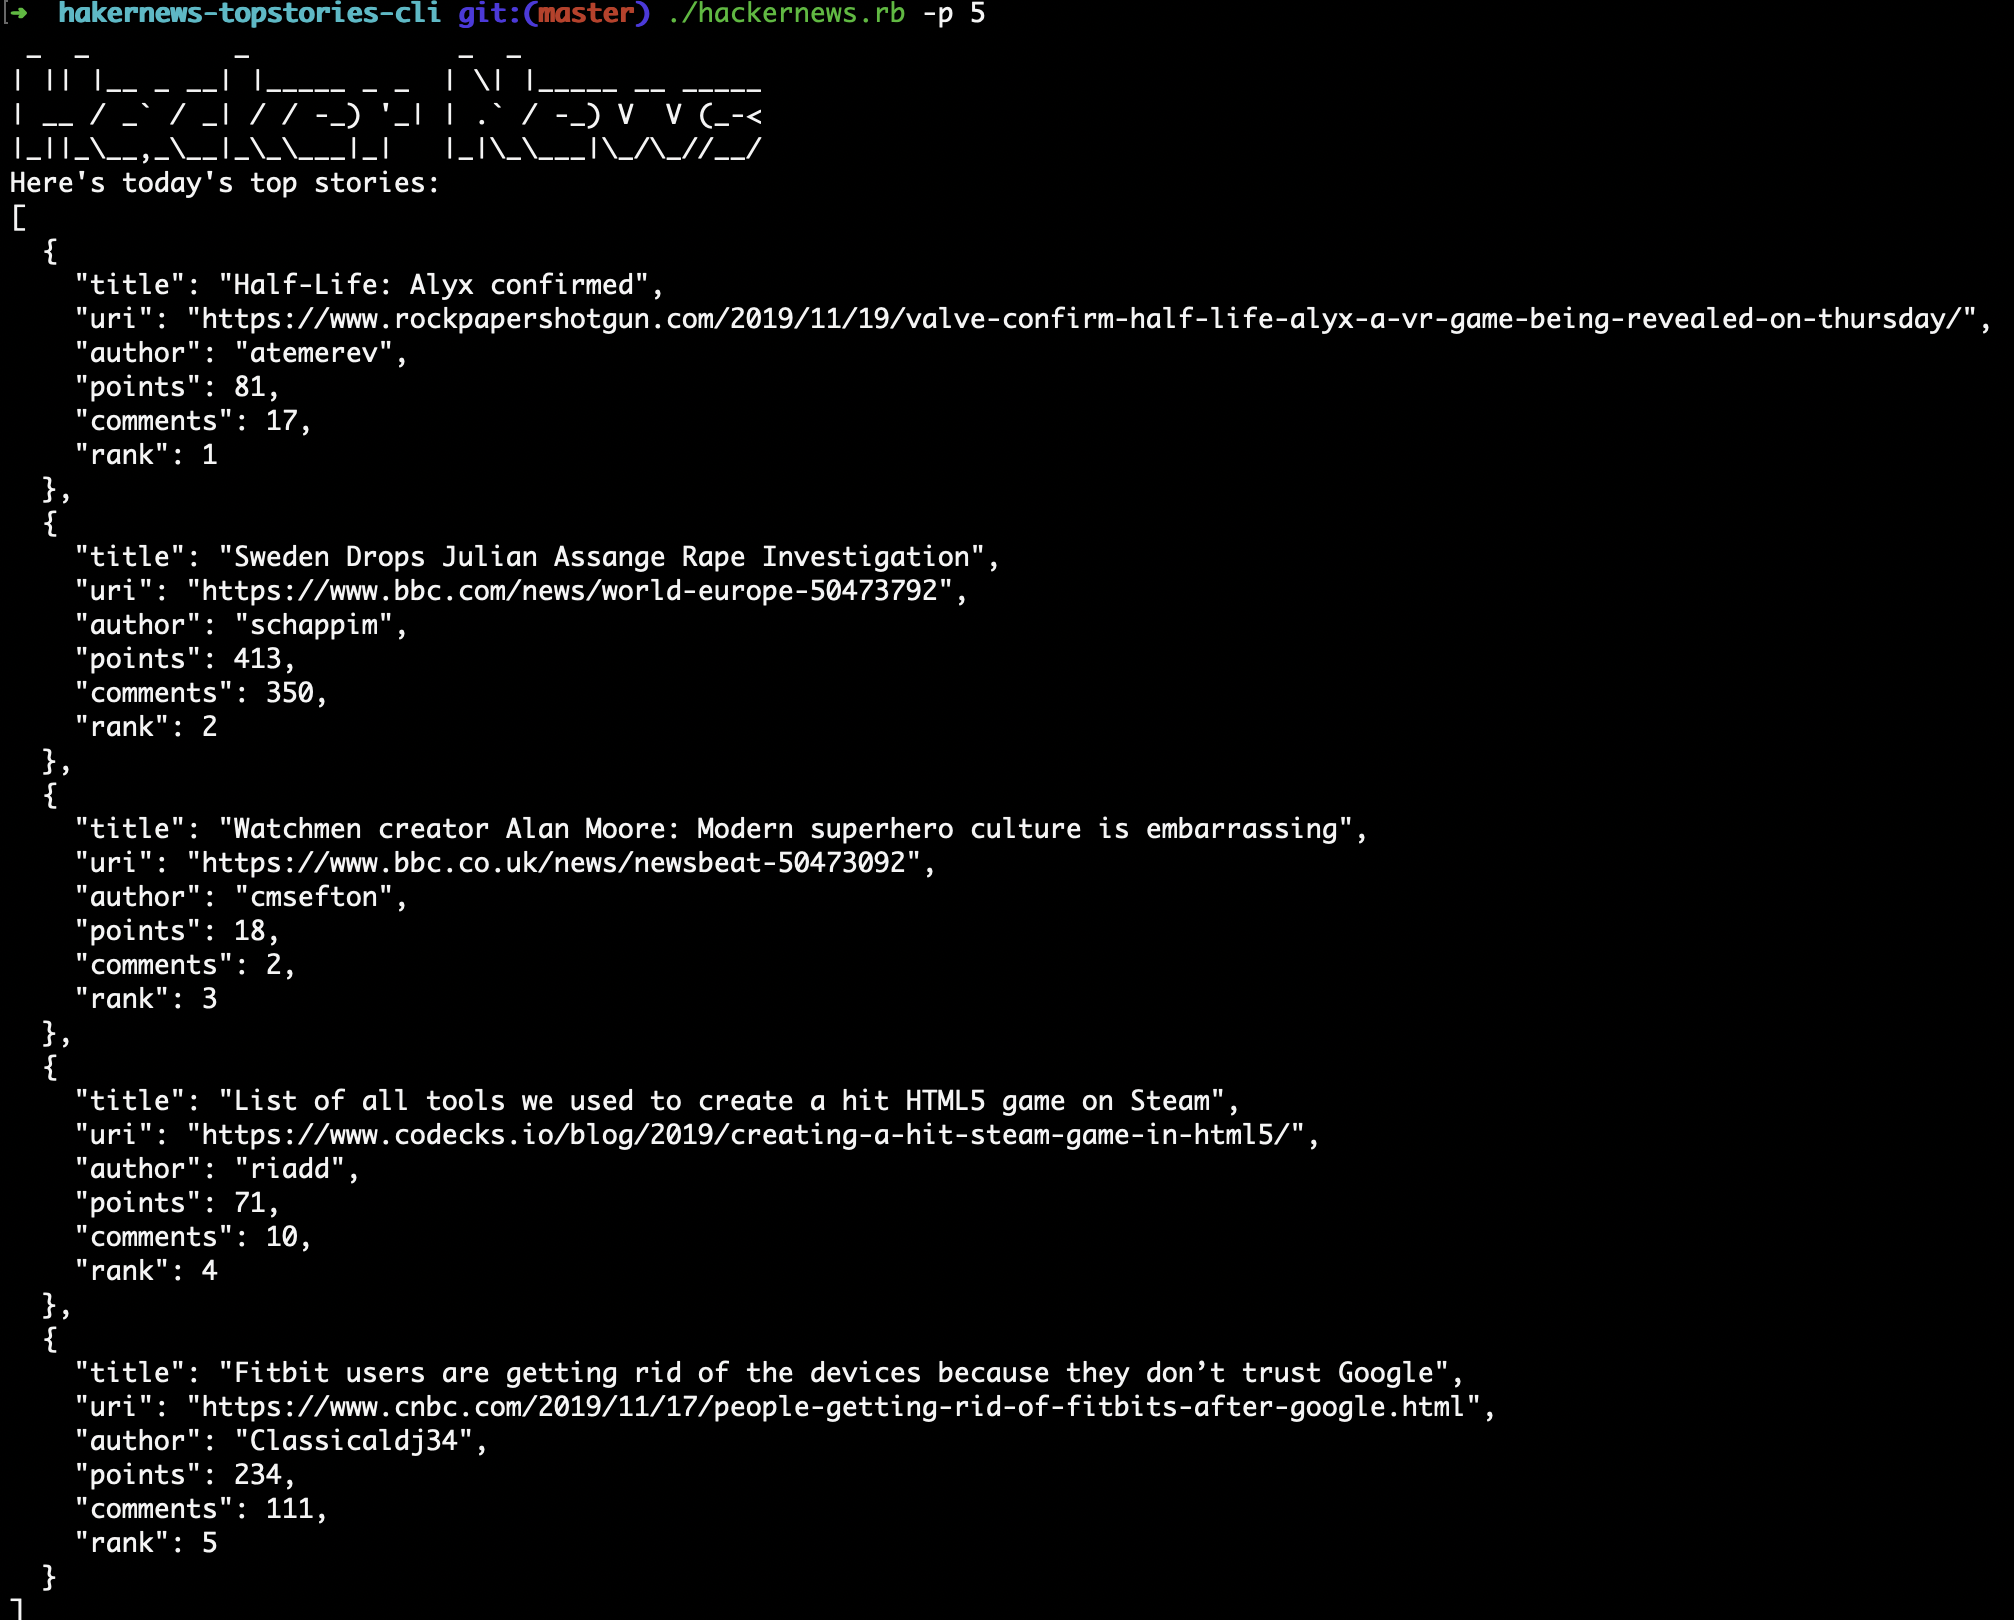 ➜  hakernews-topstories-cli git:(master) ./hackernews.rb -p 5
 _  _         _             _  _
| || |__ _ __| |_____ _ _  | \| |_____ __ _____
| __ / _` / _| / / -_) '_| | .` / -_) V  V (_-<
|_||_\__,_\__|_\_\___|_|   |_|\_\___|\_/\_//__/
Here's today's top stories:
[
  {
    "title": "Half-Life: Alyx confirmed",
    "uri": "https://www.rockpapershotgun.com/2019/11/19/valve-confirm-half-life-alyx-a-vr-game-being-revealed-on-thursday/",
    "author": "atemerev",
    "points": 81,
    "comments": 17,
    "rank": 1
  },
  {
    "title": "Sweden Drops Julian Assange Rape Investigation",
    "uri": "https://www.bbc.com/news/world-europe-50473792",
    "author": "schappim",
    "points": 413,
    "comments": 350,
    "rank": 2
  },
  {
    "title": "Watchmen creator Alan Moore: Modern superhero culture is embarrassing",
    "uri": "https://www.bbc.co.uk/news/newsbeat-50473092",
    "author": "cmsefton",
    "points": 18,
    "comments": 2,
    "rank": 3
  },
  {
    "title": "List of all tools we used to create a hit HTML5 game on Steam",
    "uri": "https://www.codecks.io/blog/2019/creating-a-hit-steam-game-in-html5/",
    "author": "riadd",
    "points": 71,
    "comments": 10,
    "rank": 4
  },
  {
    "title": "Fitbit users are getting rid of the devices because they don’t trust Google",
    "uri": "https://www.cnbc.com/2019/11/17/people-getting-rid-of-fitbits-after-google.html",
    "author": "Classicaldj34",
    "points": 234,
    "comments": 111,
    "rank": 5
  }
]